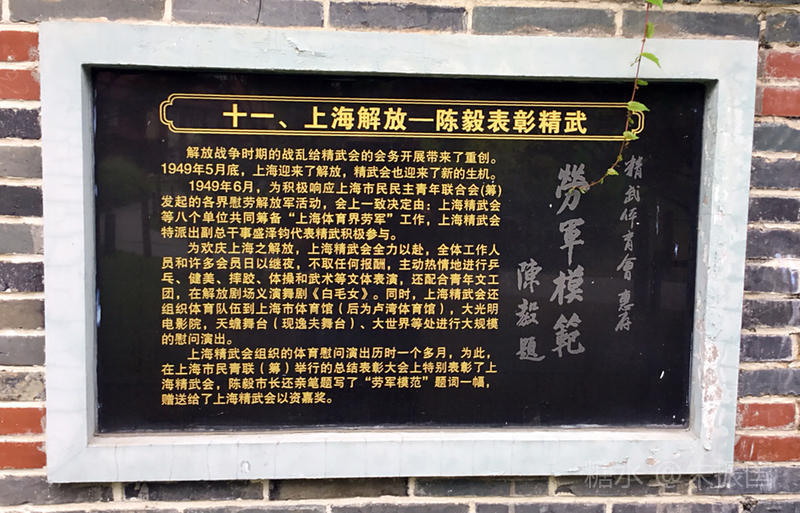 十一、上海解放—陈毅表彰精武
解放战争时期的战乱给精武会的会务开展带来了重创。
1949年5月底，上海迎来了解放，精武会也迎来了新的生机。
1949年6月，为积极响应上海市民民主青年联合会(筹)
发起的各界慰劳解放军活动，会上一致决定由：上海精武会
等八个单位共同筹备“上海体育界劳军”工作，上海精武会
特派出副总干事盛泽钧代表精武积极参与。
为欢庆上海之解放，上海精武会全力以赴，全体工作人
员和许多会员日以继夜，不取任何报酬，主动热情地进行乒
乓、健美、摔跤、体操和武术等文体表演，还配合青年文工
团，在解放剧场义演舞剧《白毛女》。同时，上海精武会还
组织体育队伍到上海市体育馆（后为卢湾体育馆），大光明
电影院，天蟾舞台（现逸夫舞台）、大世界等处进行大规模
的慰问演出。
上海精武会组织的体育慰问演出历时一个多月，为此，
在上海市民青联（筹）举行的总结表彰大会上特别表彰了上
海精武会，陈毅市长还亲笔题写了“劳军模范”题词一幅，
赠送给了上海精武会以资嘉奖。
精武体育會 惠存
勞軍模範
陳毅題
糖水 @朱振国